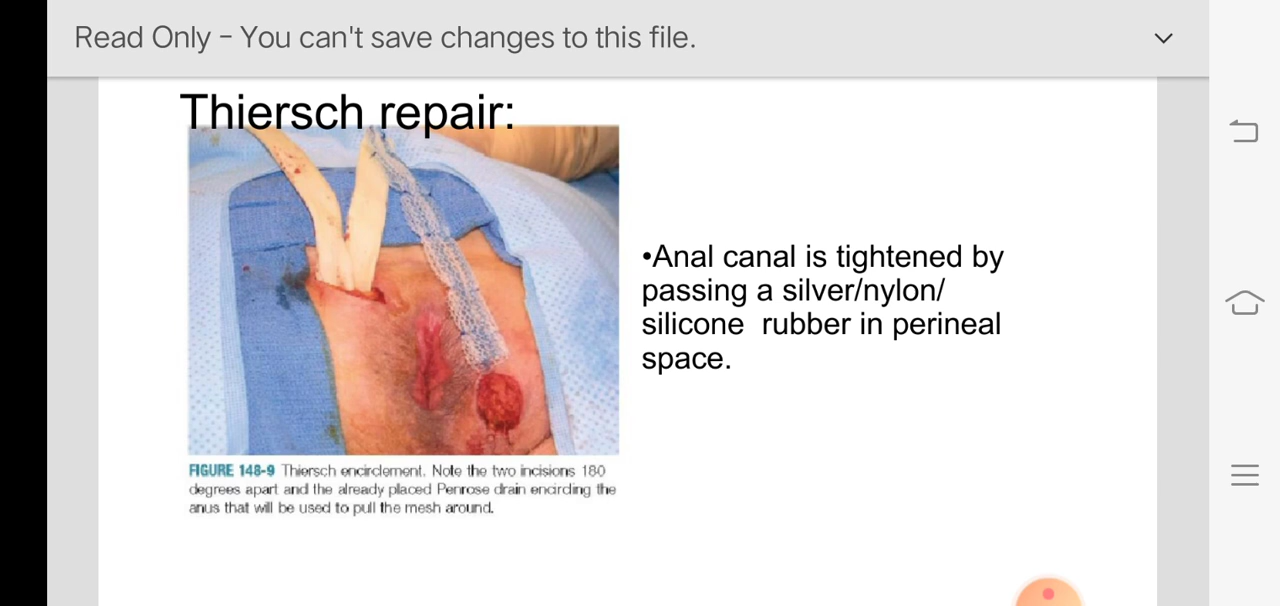 Read Only - You can't save changes to this file.
Thiersch repair:
•Anal canal is tightened by
passing a silver/nylon/
silicone rubber in perineal
space.
FIGURE 148-9 Thiersch encirclement. Note the two incisions 180
degrees apart and the already placed Penrose drain encircling the
anus that will be used to pull the mesh around.